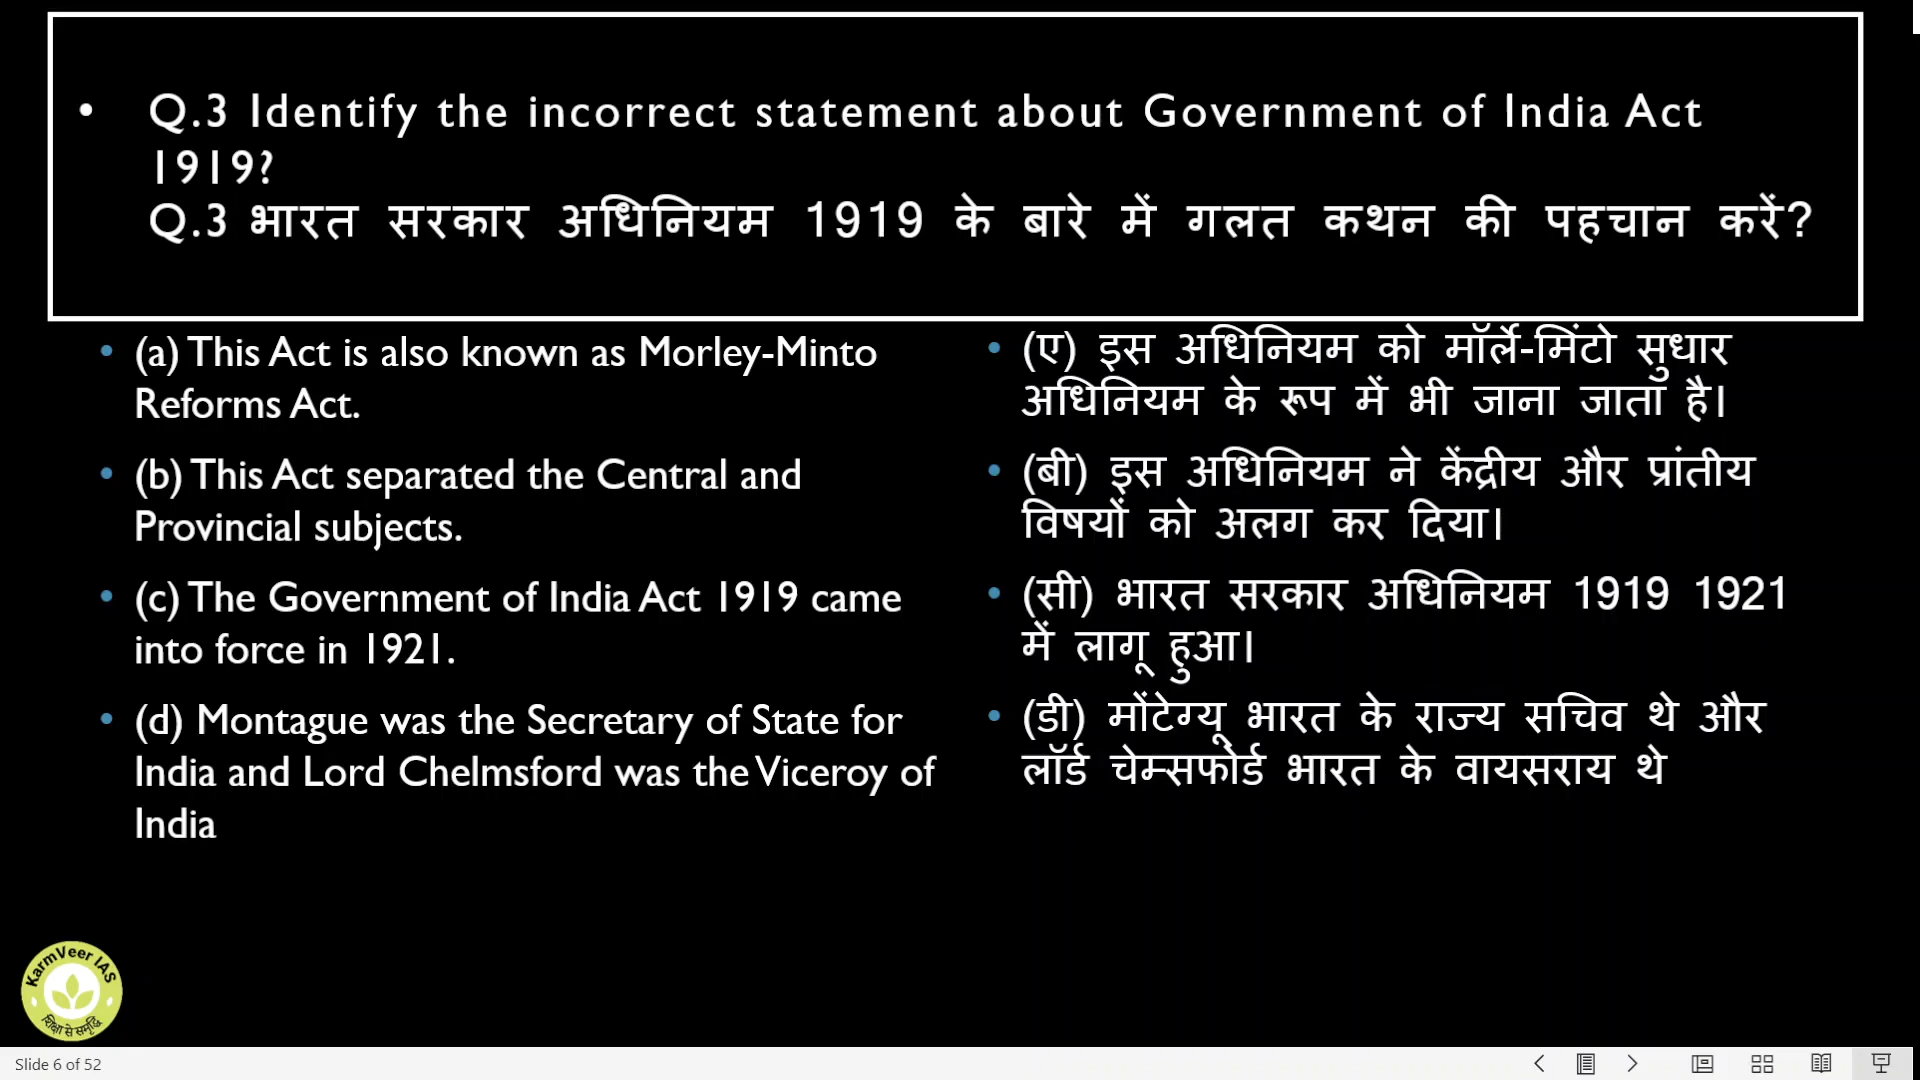 • Q.3 Identify the incorrect statement about Government of India Act
1919?
Q.3 भारत सरकार अधिनियम 1919 के बारे में गलत कथन की पहचान करें?
• (a) This Act is also known as Morley-Minto
Reforms Act.
• (b) This Act separated the Central and
Provincial subjects.
• (c) The Government of India Act 1919 came
into force in 1921.
• (d) Montague was the Secretary of State for
India and Lord Chelmsford was the Viceroy of
India
• (ए) इस अधिनियम को मॉर्ले-मिंटो सुधार
अधिनियम के रूप में भी जाना जाता है।
• (बी) इस अधिनियम ने केंद्रीय और प्रांतीय
विषयों को अलग कर दिया।
• (सी) भारत सरकार अधिनियम 1919 1921
में लागू हुआ।
• (डी) मोंटेग्यू भारत के राज्य सचिव थे और
लॉर्ड चेम्सफोर्ड भारत के वायसराय थे
KarmVeer IAS
शिक्षा से समृद्धि
Slide 6 of 52